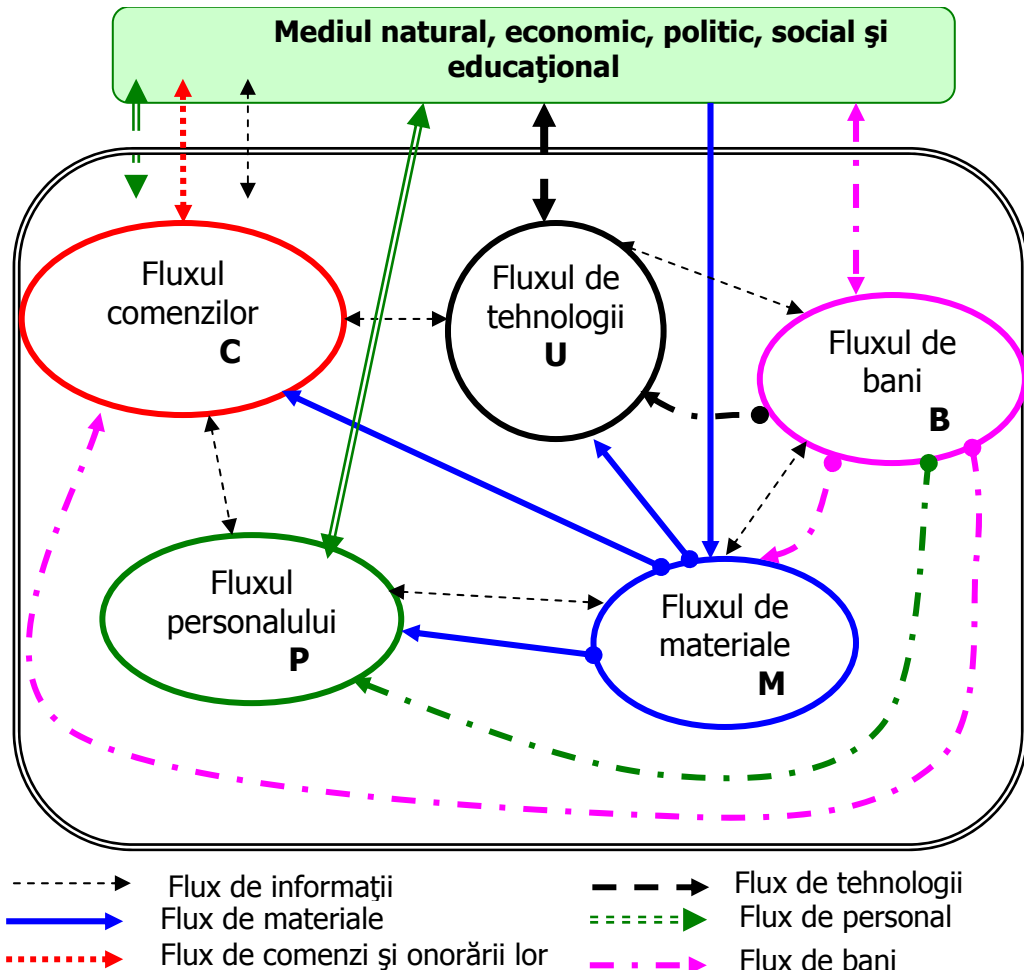 Mediul natural, economic, politic, social şi
educaţional
Fluxul
comenzilor
C
Fluxul de
tehnologii
U
Fluxul de
bani
B
Fluxul
personalului
P
Fluxul de
materiale
M
Flux de informaţii
Flux de tehnologii
Flux de materiale
Flux de personal
Flux de comenzi şi onorării lor
Flux de bani